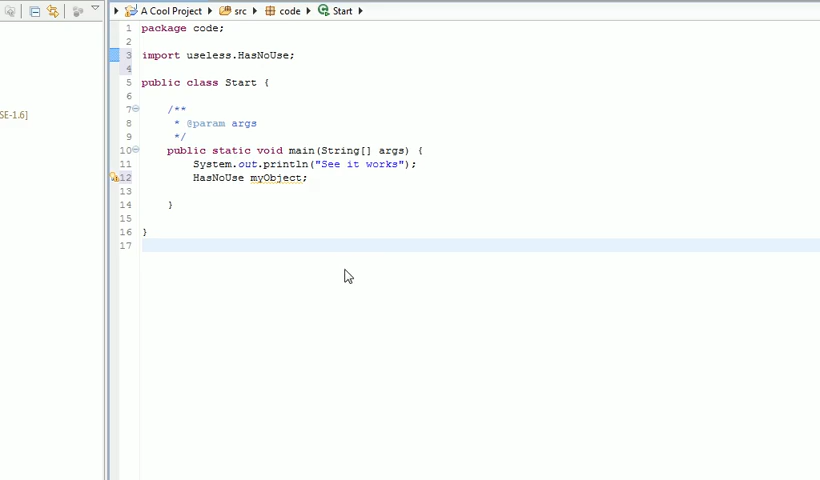 A Cool Project src code Start
1 package code;
2
3 import useless.HasNoUse;
4
5 public class Start {
6
7 /**
SE-1.6]
8 * @param args
9 */
10 public static void main(String[] args) {
11 System.out.println("See it works");
12 HasNoUse myObject;
13
14 }
15
16 }
17